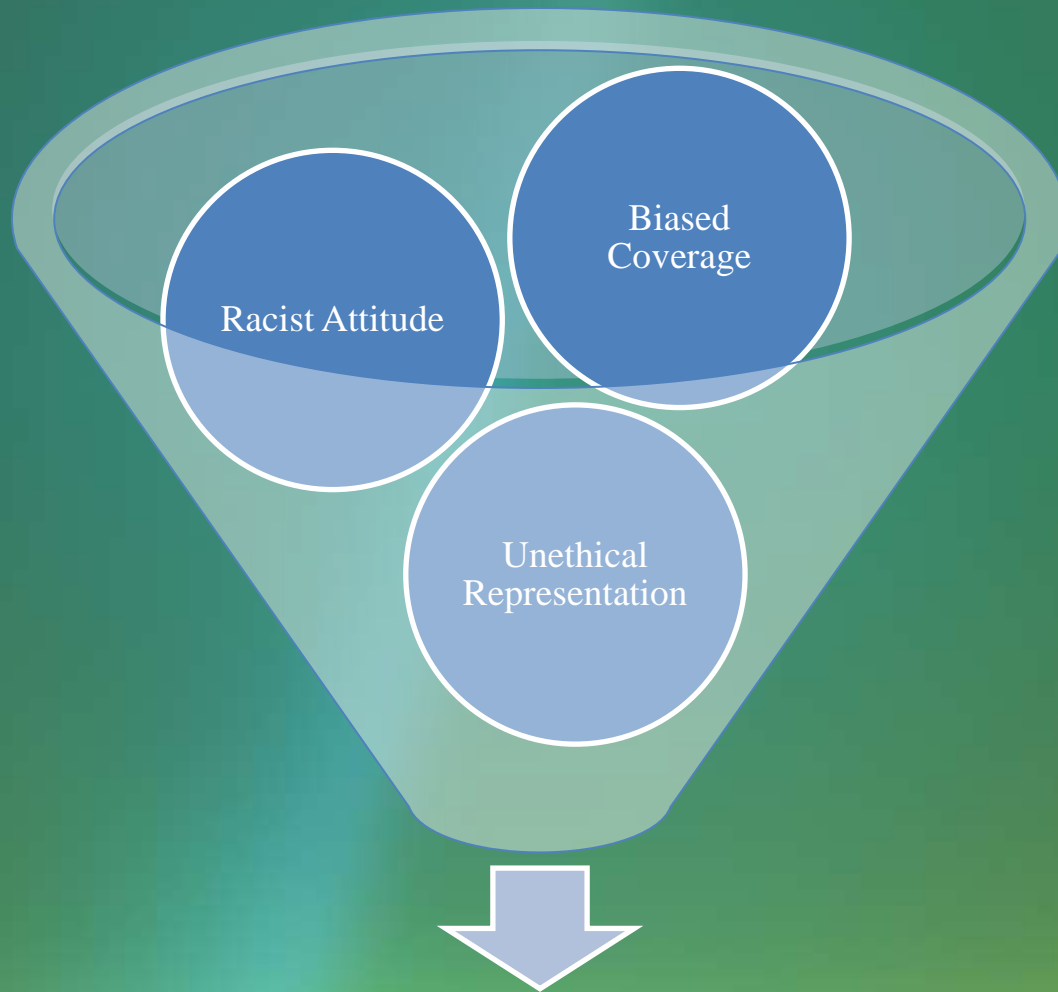 Biased
Coverage
Racist Attitude
Unethical
Representation